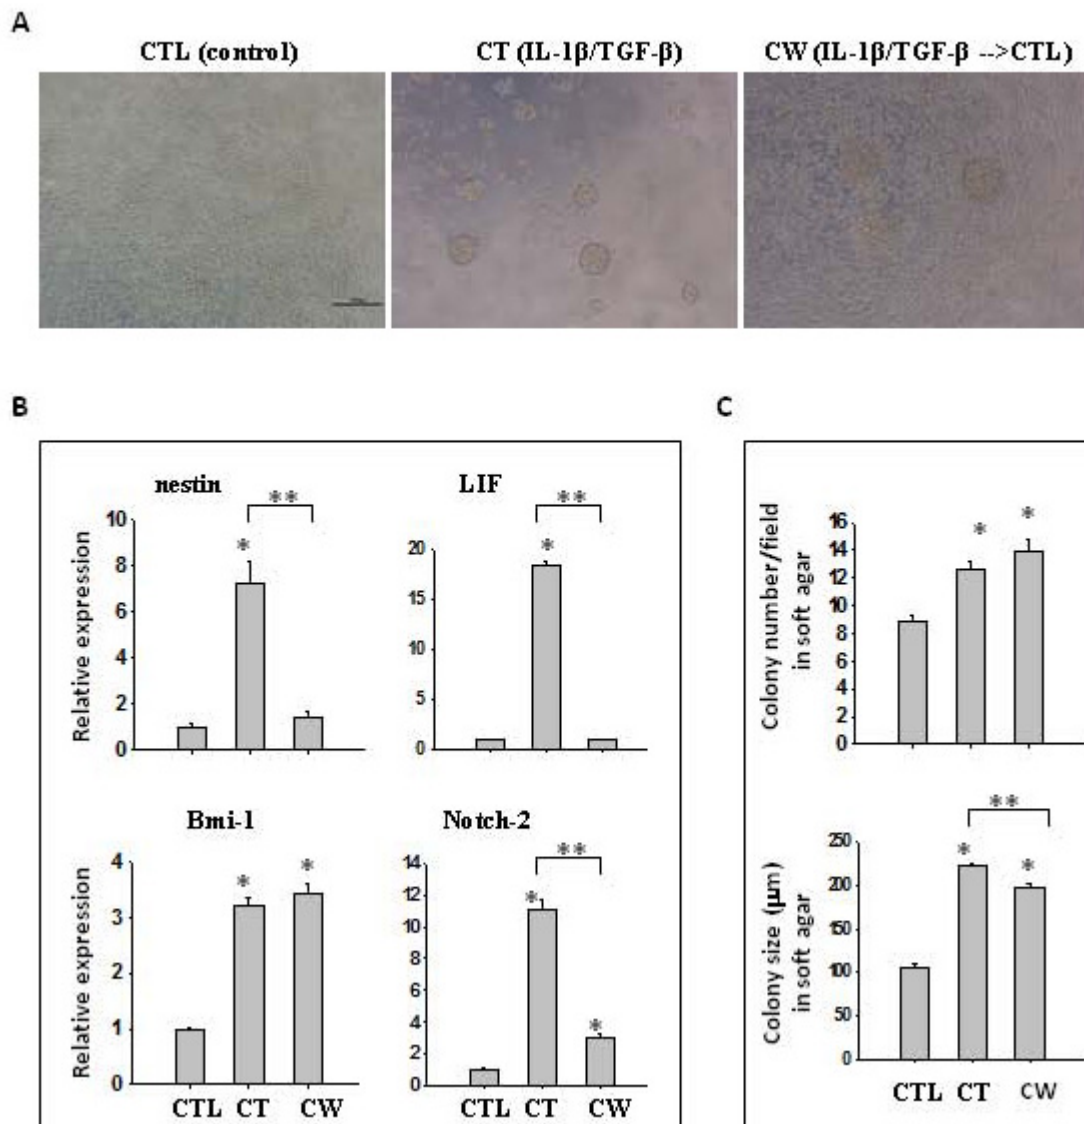 A
CTL (control)
CT (IL-1β/TGF-β)
CW (IL-1β/TGF-β -->CTL)
B
nestin
**
Relative expression
10
8
6
4
2
0
*
LIF
**
20
15
10
5
0
*
Bmi-1
Relative expression
4
3
2
1
0
*
*
CTL CT CW
Notch-2
**
14
12
10
8
6
4
2
0
*
*
CTL CT CW
C
Colony number/field
in soft agar
16
14
12
10
8
6
4
2
0
*
*
Colony size (μm)
in soft agar
250
200
150
100
50
0
**
*
*
CTL CT CW